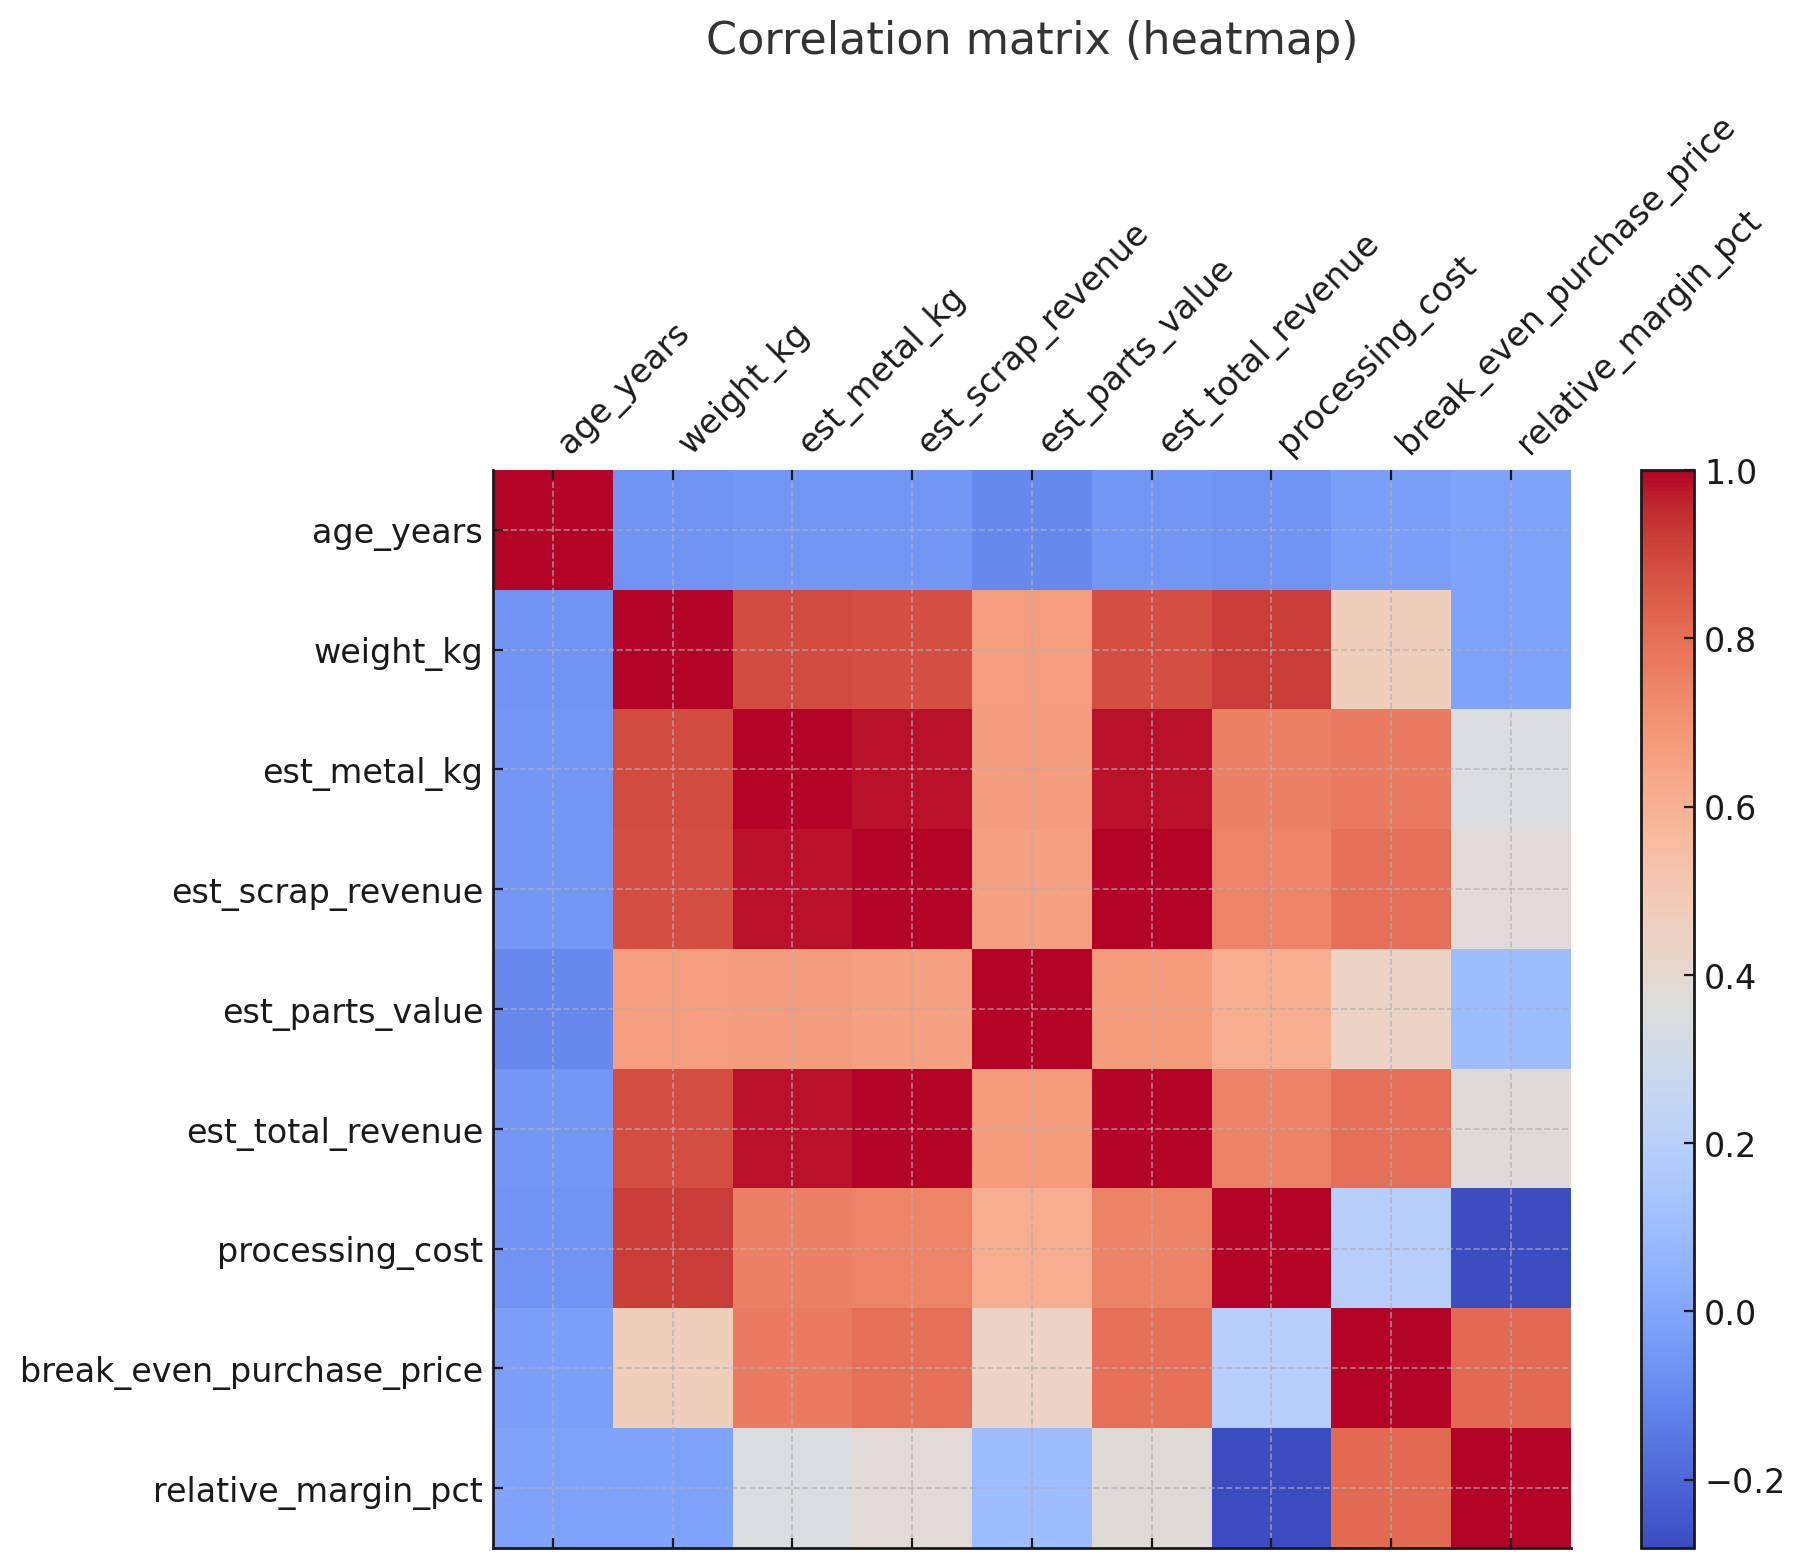 Correlation matrix (heatmap)
age_years
weight_kg
est_metal_kg
est_scrap_revenue
est_parts_value
est_total_revenue
processing_cost
break_even_purchase_price
relative_margin_pct
age_years
weight_kg
est_metal_kg
est_scrap_revenue
est_parts_value
est_total_revenue
processing_cost
break_even_purchase_price
relative_margin_pct
1.0
0.8
0.6
0.4
0.2
0.0
−0.2